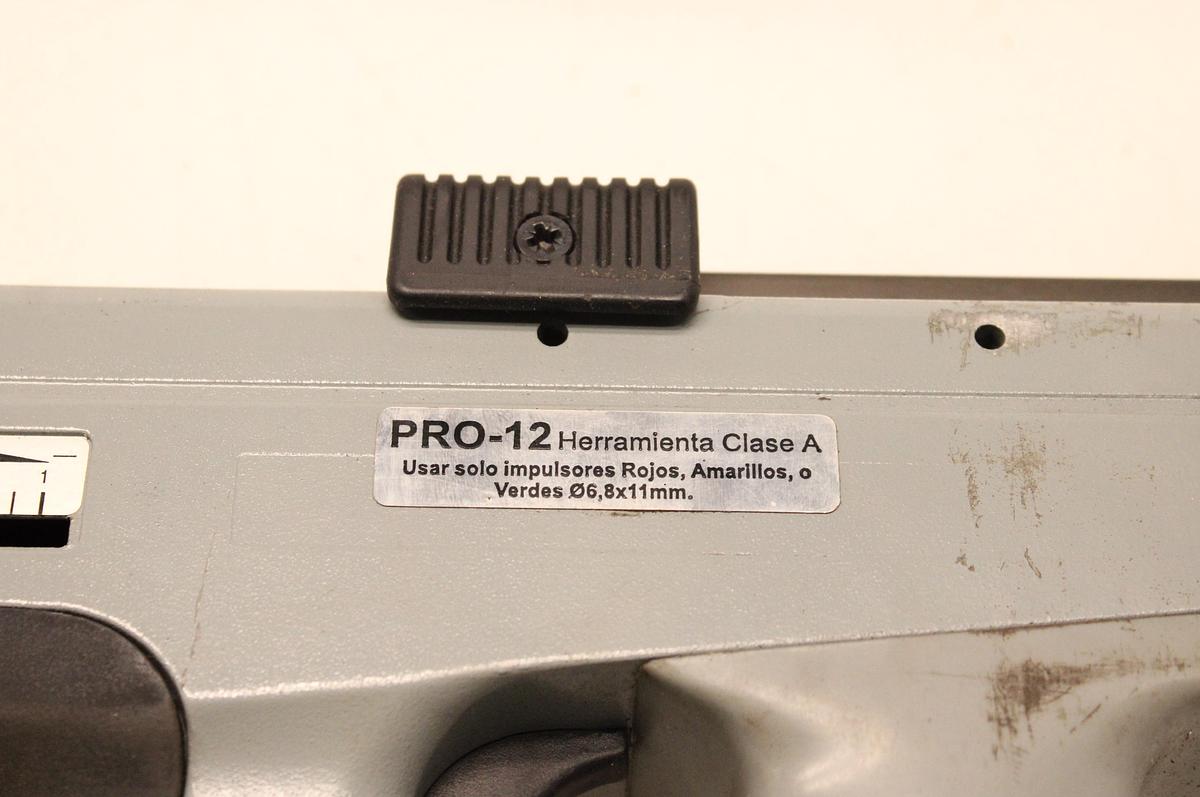 PRO-12 Herramienta Clase A
Usar solo impulsores Rojos, Amarillos, o
Verdes Ø6,8x11mm.
1